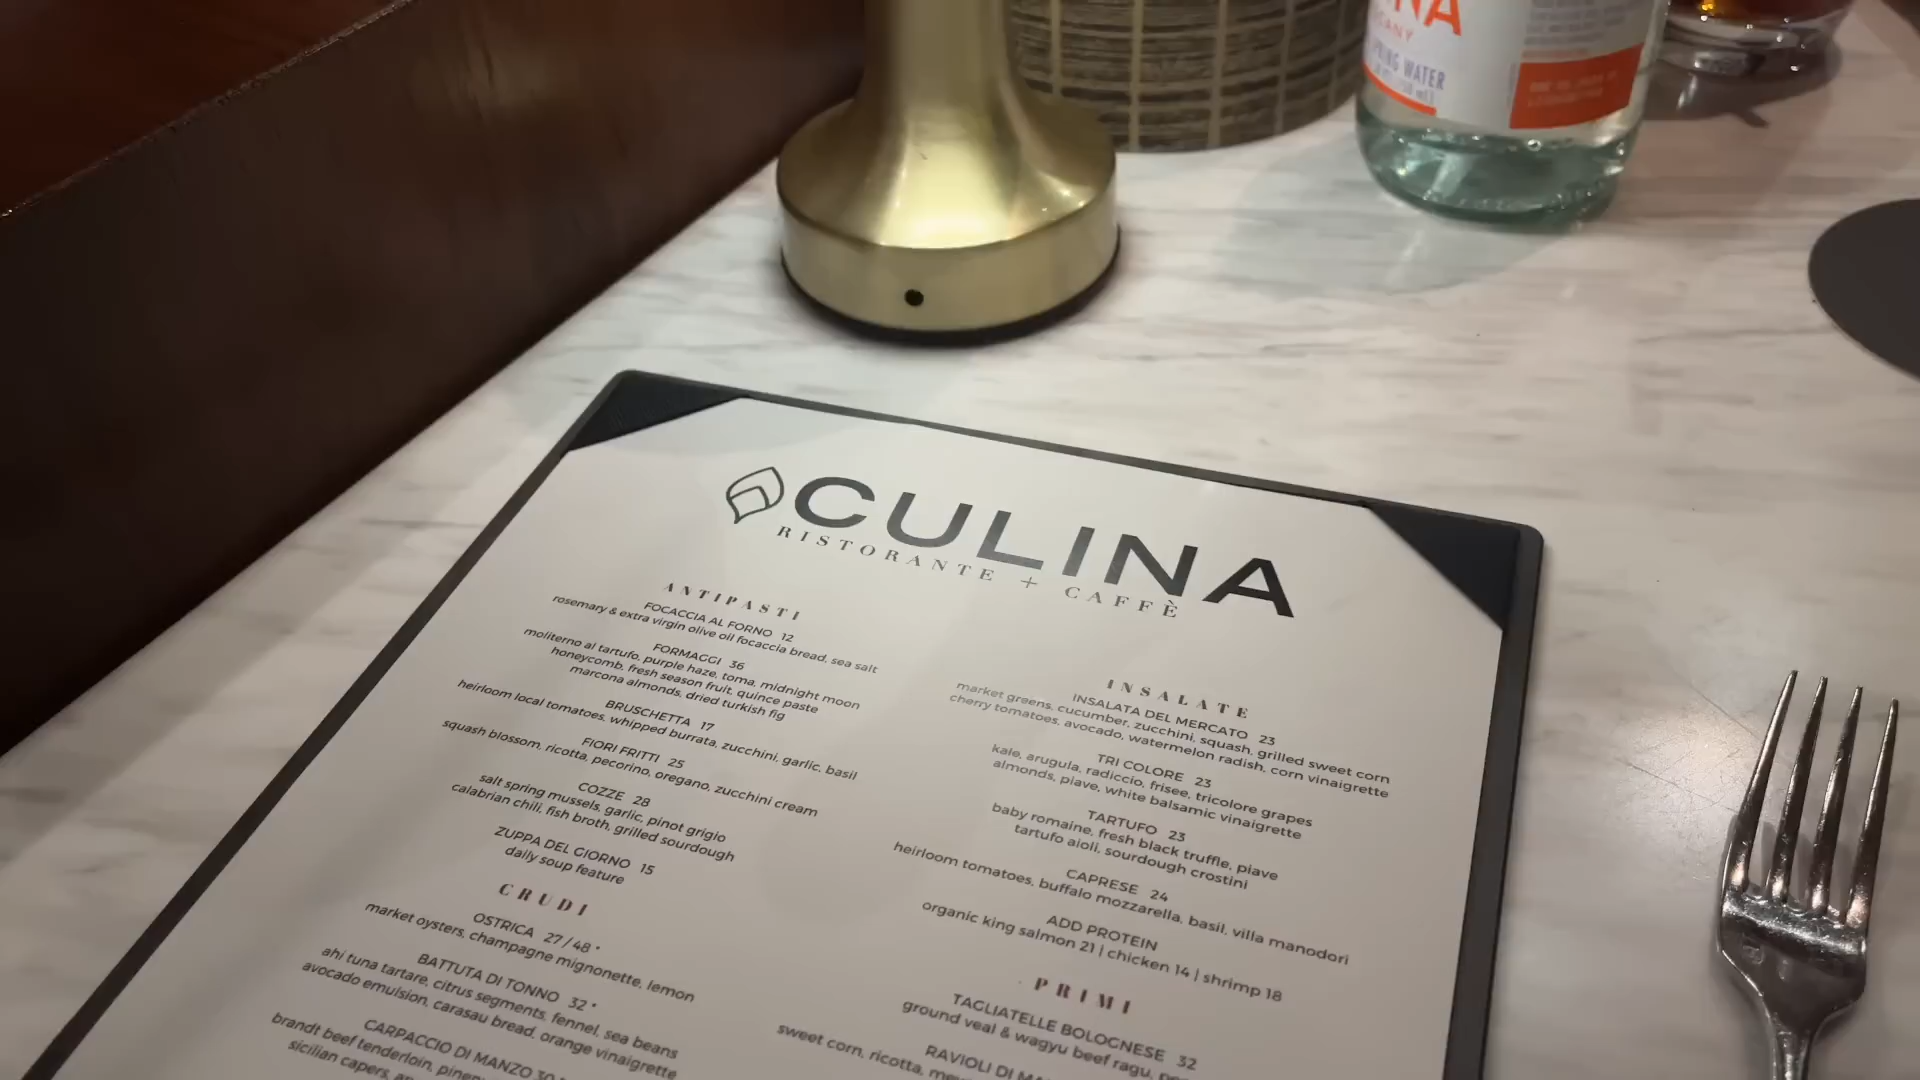 NA
SPRING WATER
CULINA
RISTORANTE + CAFFÈ
ANTIPASTI
FOCACCIA AL FORNO 12
rosemary & extra virgin olive oil focaccia bread, sea salt
FORMAGGI 36
moliterno al tartufo, purple haze, toma, midnight moon
honeycomb, fresh season fruit, quince paste
marcona almonds, dried turkish fig
BRUSCHETTA 17
heirloom local tomatoes, whipped burrata, zucchini, garlic, basil
FIORI FRITTI 25
squash blossom, ricotta, pecorino, oregano, zucchini cream
COZZE 28
salt spring mussels, garlic, pinot grigio
calabrian chili, fish broth, grilled sourdough
ZUPPA DEL GIORNO 15
daily soup feature
CRUDI
OSTRICA 27/48 *
market oysters, champagne mignonette, lemon
BATTUTA DI TONNO 32 *
ahi tuna tartare, citrus segments, fennel, sea beans
avocado emulsion, carasau bread, orange vinaigrette
CARPACCIO DI MANZO
brandt beef tenderloin,
sicilian capers,
INSALATE
INSALATA DEL MERCATO 23
market greens, cucumber, zucchini, squash, grilled sweet corn
cherry tomatoes, avocado, watermelon radish, corn vinaigrette
TRI COLORE 23
kale, arugula, radiccio, frisee, tricolore grapes
almonds, piave, white balsamic vinaigrette
TARTUFO 23
baby romaine, fresh black truffle, piave
tartufo aioli, sourdough crostini
CAPRESE 24
heirloom tomatoes, buffalo mozzarella, basil, villa manodori
ADD PROTEIN
organic king salmon 21 | chicken 14 | shrimp 18
PRIMI
TAGLIATELLE BOLOGNESE 32
ground veal & wagyu beef ragu,
RAVIOLI DI
sweet corn, ricotta,